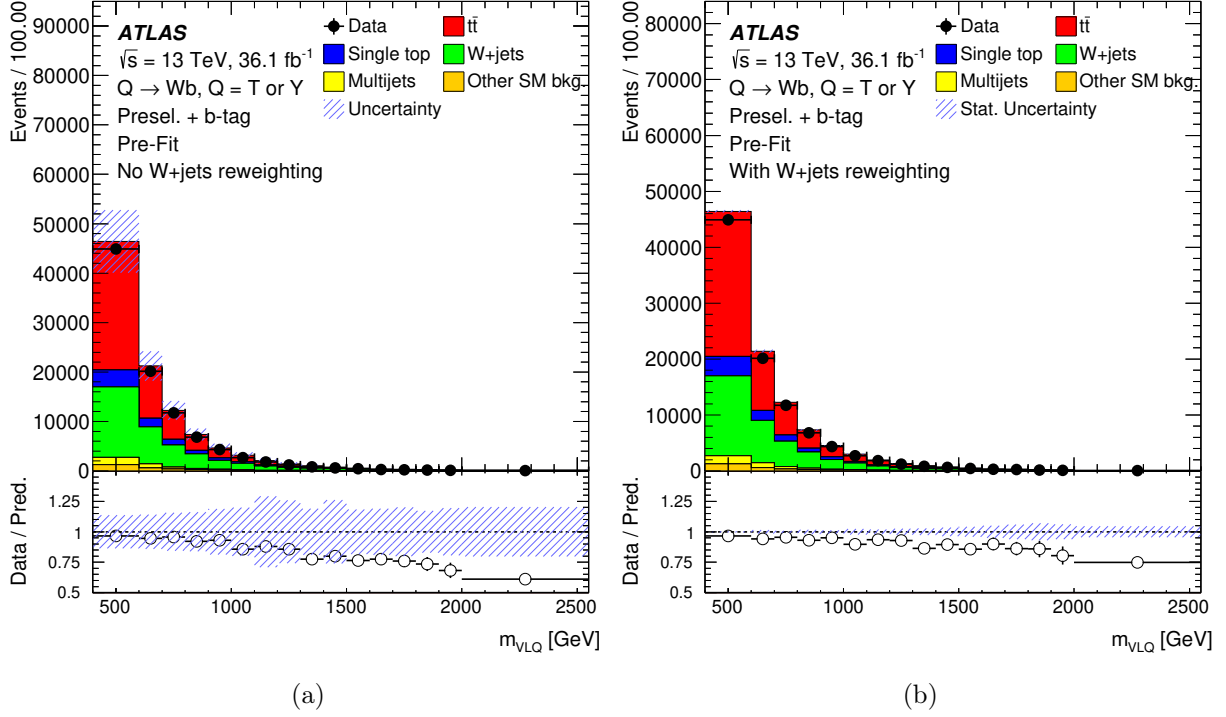 Events / 100.00
90000
80000
70000
60000
50000
40000
30000
20000
10000
0
ATLAS
√s = 13 TeV, 36.1 fb⁻¹
Q → Wb, Q = T or Y
Presel. + b-tag
Pre-Fit
No W+jets reweighting
Data
tt̄
Single top
W+jets
Multijets
Other SM bkg.
Uncertainty
Data / Pred.
1.25
1
0.75
0.5
500 1000 1500 2000 2500
m_VLQ [GeV]
(a)
Events / 100.00
80000
70000
60000
50000
40000
30000
20000
10000
0
ATLAS
√s = 13 TeV, 36.1 fb⁻¹
Q → Wb, Q = T or Y
Presel. + b-tag
Pre-Fit
With W+jets reweighting
Data
tt̄
Single top
W+jets
Multijets
Other SM bkg.
Stat. Uncertainty
Data / Pred.
1.25
1
0.75
0.5
500 1000 1500 2000 2500
m_VLQ [GeV]
(b)